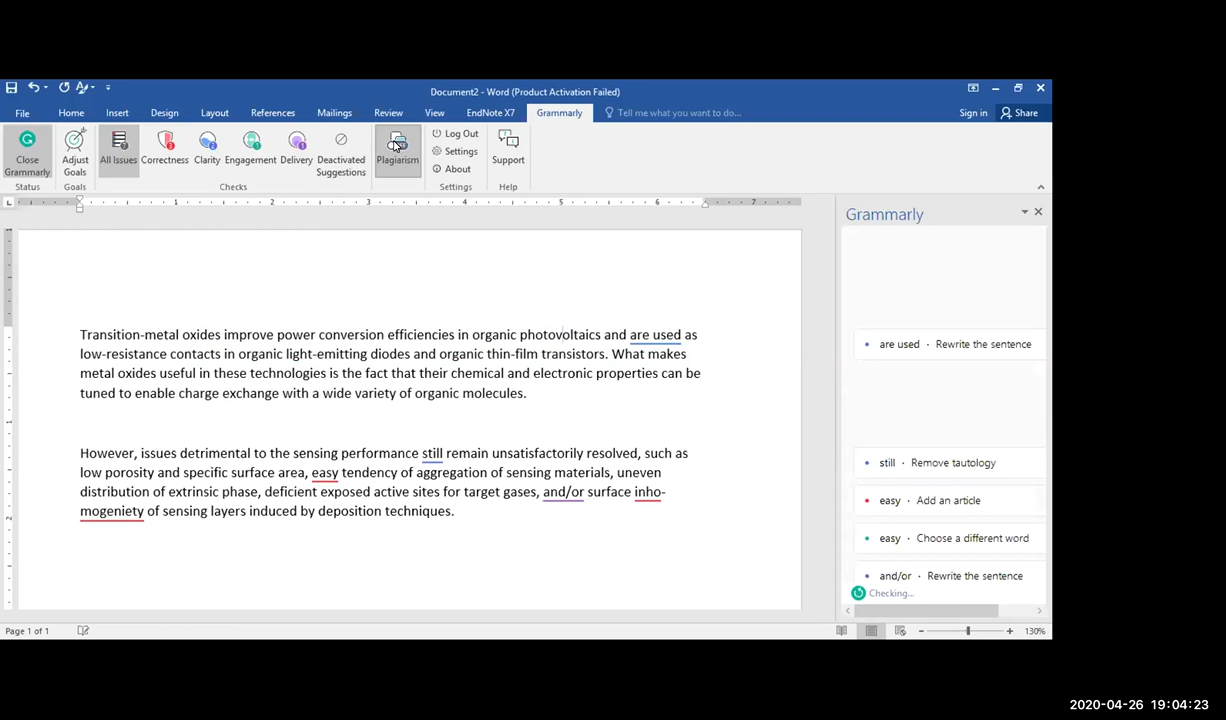 Document2 - Word (Product Activation Failed)
File Home Insert Design Layout References Mailings Review View EndNote X7 Grammarly Tell me what you want to do... Sign in Share
Close Grammarly
Status
Adjust Goals
Goals
All Issues Correctness Clarity Engagement Delivery Deactivated Suggestions
Checks
Plagiarism
Log Out
Settings
About
Settings
Support
Help
1 2 3 4 5 6 7
Grammarly
Transition-metal oxides improve power conversion efficiencies in organic photovoltaics and are used as
low-resistance contacts in organic light-emitting diodes and organic thin-film transistors. What makes
metal oxides useful in these technologies is the fact that their chemical and electronic properties can be
tuned to enable charge exchange with a wide variety of organic molecules.
However, issues detrimental to the sensing performance still remain unsatisfactorily resolved, such as
low porosity and specific surface area, easy tendency of aggregation of sensing materials, uneven
distribution of extrinsic phase, deficient exposed active sites for target gases, and/or surface inho-
mogeniety of sensing layers induced by deposition techniques.
are used · Rewrite the sentence
still · Remove tautology
easy · Add an article
easy · Choose a different word
and/or · Rewrite the sentence
Checking...
Page 1 of 1
130%
2020-04-26 19:04:23